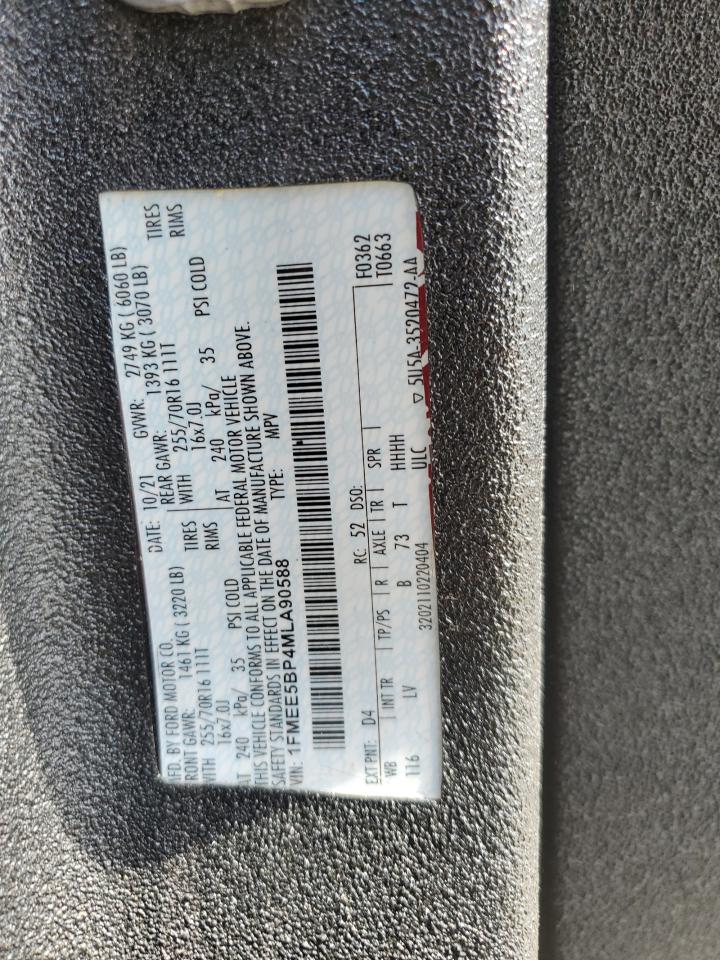 MFD. BY FORD MOTOR CO. DATE: 10/21 GVWR: 2749 KG ( 6060 LB)
RONT GAWR: 1461 KG ( 3220 LB) REAR GAWR: 1393 KG ( 3070 LB)
WITH 255/70R16 111T TIRES WITH 255/70R16 111T TIRES
16x7.0J RIMS 16x7.0J RIMS
AT 240 kPa/ 35 PSI COLD AT 240 kPa/ 35 PSI COLD
THIS VEHICLE CONFORMS TO ALL APPLICABLE FEDERAL MOTOR VEHICLE
SAFETY STANDARDS IN EFFECT ON THE DATE OF MANUFACTURE SHOWN ABOVE.
VIN: 1FMEE5BP4MLA90588 TYPE: MPV
EXT PNT: D4 RC: 52 DSO: F0362
WB INT TR TP/PS R AXLE TR SPR T0663
116 LV B 73 T HHHH
3202110220404 ULC ▽ 5U5A-3520472-AA